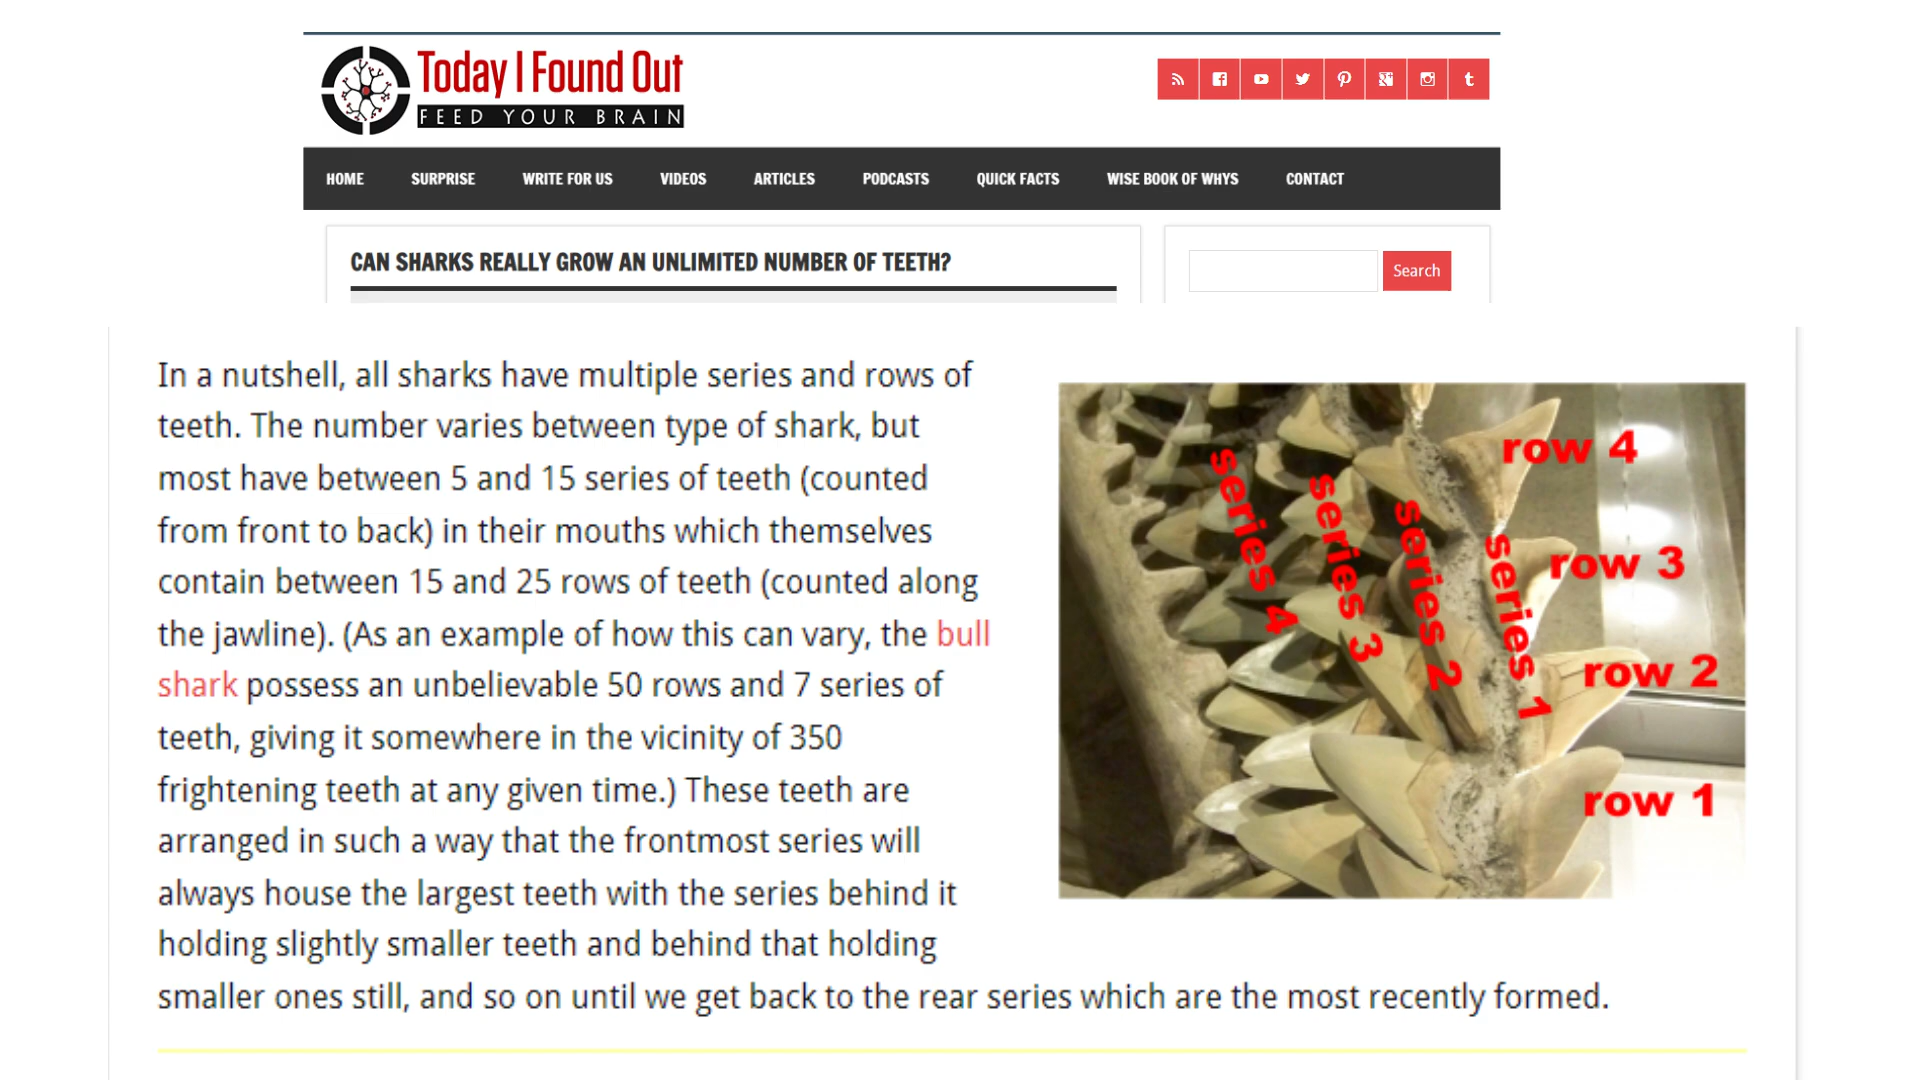 Today I Found Out
FEED YOUR BRAIN
HOME SURPRISE WRITE FOR US VIDEOS ARTICLES PODCASTS QUICK FACTS WISE BOOK OF WHYS CONTACT
CAN SHARKS REALLY GROW AN UNLIMITED NUMBER OF TEETH?
Search
In a nutshell, all sharks have multiple series and rows of
teeth. The number varies between type of shark, but
most have between 5 and 15 series of teeth (counted
from front to back) in their mouths which themselves
contain between 15 and 25 rows of teeth (counted along
the jawline). (As an example of how this can vary, the bull
shark possess an unbelievable 50 rows and 7 series of
teeth, giving it somewhere in the vicinity of 350
frightening teeth at any given time.) These teeth are
arranged in such a way that the frontmost series will
always house the largest teeth with the series behind it
holding slightly smaller teeth and behind that holding
smaller ones still, and so on until we get back to the rear series which are the most recently formed.
series 4
series 3
series 2
series 1
row 4
row 3
row 2
row 1